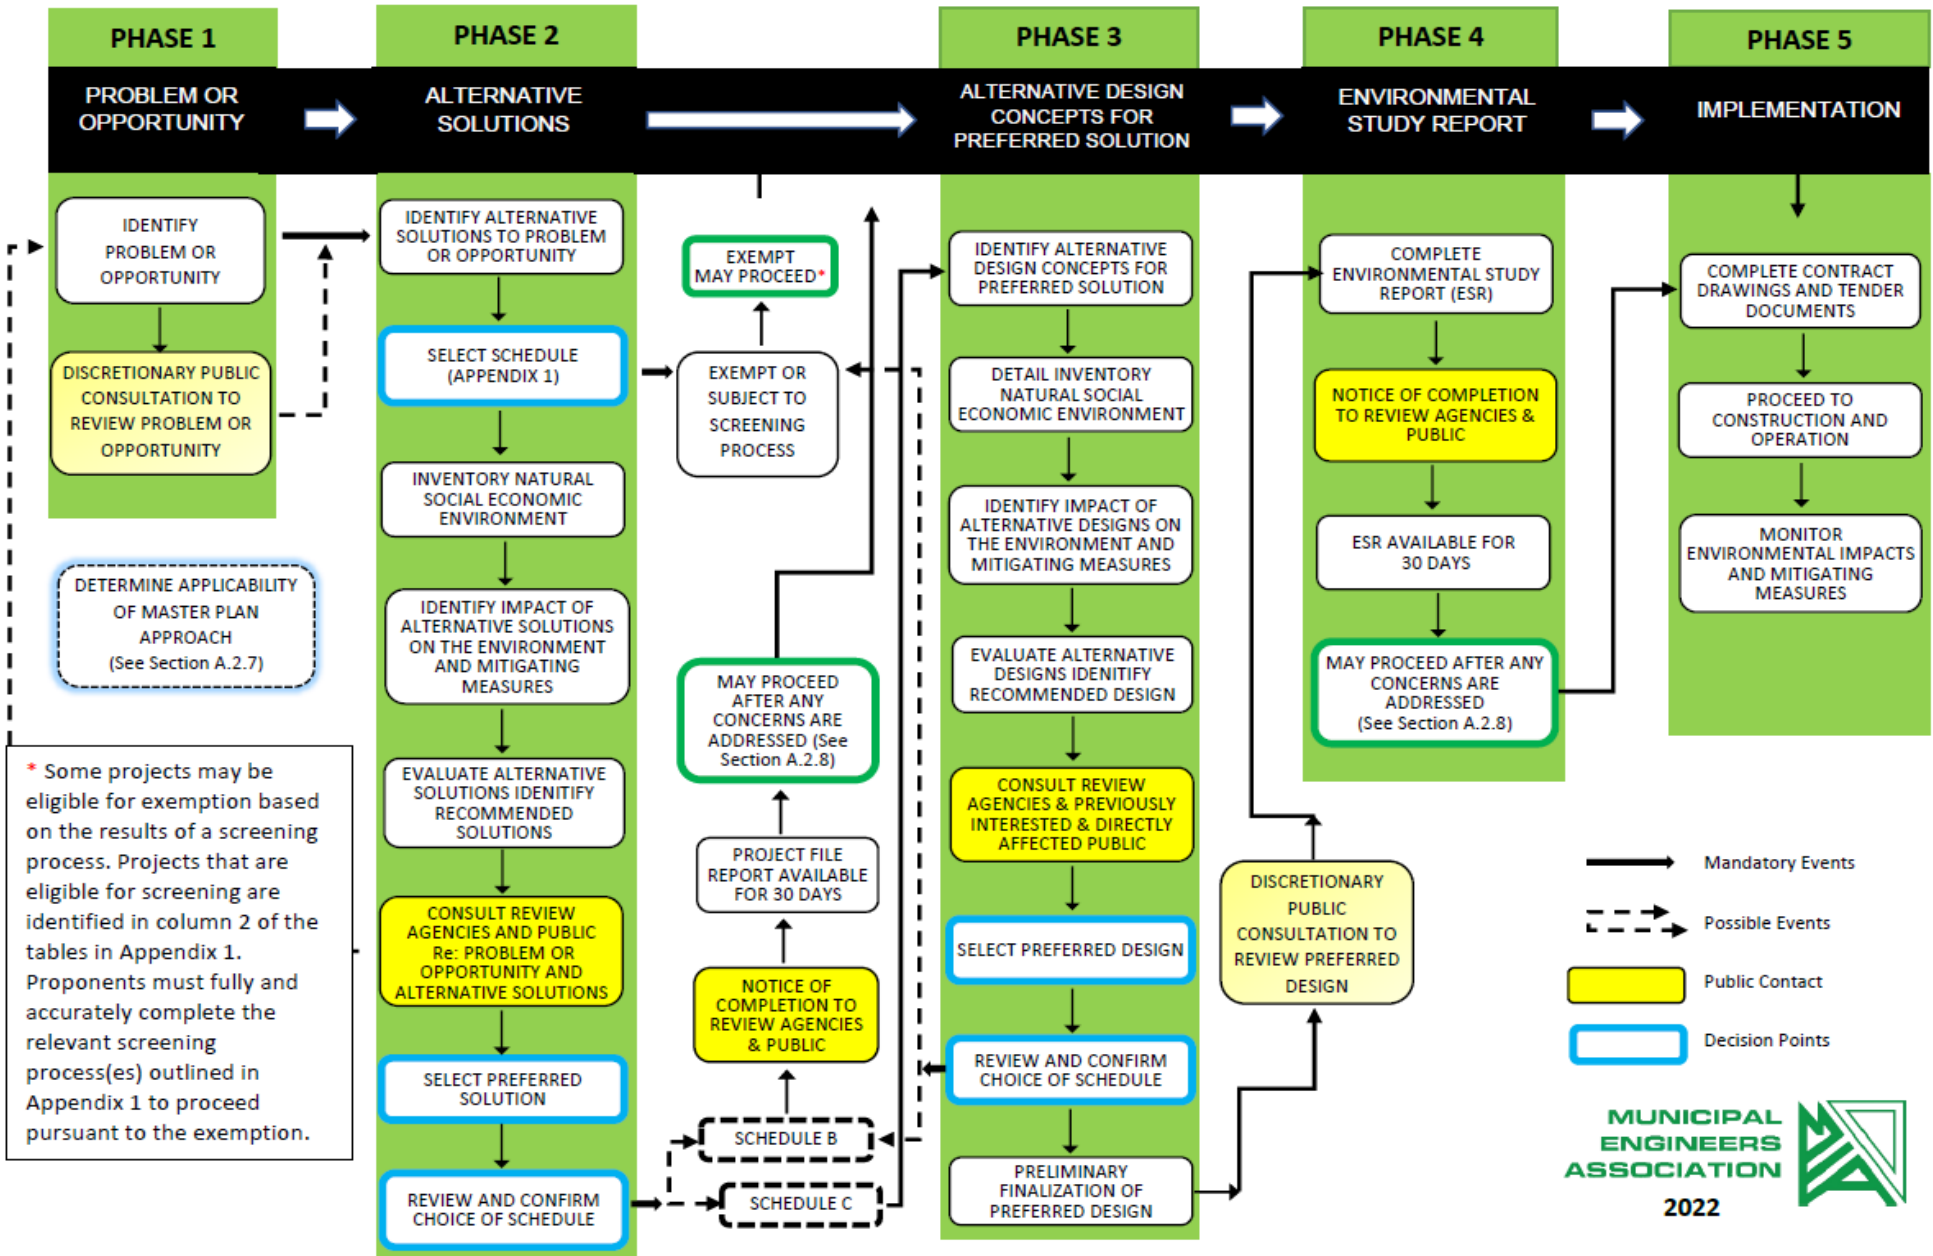 PHASE 1
PROBLEM OR
OPPORTUNITY
IDENTIFY
PROBLEM OR
OPPORTUNITY
DISCRETIONARY PUBLIC
CONSULTATION TO
REVIEW PROBLEM OR
OPPORTUNITY
DETERMINE APPLICABILITY
OF MASTER PLAN
APPROACH
(See Section A.2.7)
* Some projects may be
eligible for exemption based
on the results of a screening
process. Projects that are
eligible for screening are
identified in column 2 of the
tables in Appendix 1.
Proponents must fully and
accurately complete the
relevant screening
process(es) outlined in
Appendix 1 to proceed
pursuant to the exemption.
PHASE 2
ALTERNATIVE
SOLUTIONS
IDENTIFY ALTERNATIVE
SOLUTIONS TO PROBLEM
OR OPPORTUNITY
SELECT SCHEDULE
(APPENDIX 1)
INVENTORY NATURAL
SOCIAL ECONOMIC
ENVIRONMENT
IDENTIFY IMPACT OF
ALTERNATIVE SOLUTIONS
ON THE ENVIRONMENT
AND MITIGATING
MEASURES
EVALUATE ALTERNATIVE
SOLUTIONS IDENITIFY
RECOMMENDED
SOLUTIONS
CONSULT REVIEW
AGENCIES AND PUBLIC
Re: PROBLEM OR
OPPORTUNITY AND
ALTERNATIVE SOLUTIONS
SELECT PREFERRED
SOLUTION
REVIEW AND CONFIRM
CHOICE OF SCHEDULE
EXEMPT
MAY PROCEED*
EXEMPT OR
SUBJECT TO
SCREENING
PROCESS
MAY PROCEED
AFTER ANY
CONCERNS ARE
ADDRESSED (See
Section A.2.8)
PROJECT FILE
REPORT AVAILABLE
FOR 30 DAYS
NOTICE OF
COMPLETION TO
REVIEW AGENCIES
& PUBLIC
SCHEDULE B
SCHEDULE C
PHASE 3
ALTERNATIVE DESIGN
CONCEPTS FOR
PREFERRED SOLUTION
IDENTIFY ALTERNATIVE
DESIGN CONCEPTS FOR
PREFERRED SOLUTION
DETAIL INVENTORY
NATURAL SOCIAL
ECONOMIC ENVIRONMENT
IDENTIFY IMPACT OF
ALTERNATIVE DESIGNS ON
THE ENVIRONMENT AND
MITIGATING MEASURES
EVALUATE ALTERNATIVE
DESIGNS IDENITIFY
RECOMMENDED DESIGN
CONSULT REVIEW
AGENCIES & PREVIOUSLY
INTERESTED & DIRECTLY
AFFECTED PUBLIC
SELECT PREFERRED DESIGN
REVIEW AND CONFIRM
CHOICE OF SCHEDULE
PRELIMINARY
FINALIZATION OF
PREFERRED DESIGN
DISCRETIONARY
PUBLIC
CONSULTATION TO
REVIEW PREFERRED
DESIGN
PHASE 4
ENVIRONMENTAL
STUDY REPORT
COMPLETE
ENVIRONMENTAL STUDY
REPORT (ESR)
NOTICE OF COMPLETION
TO REVIEW AGENCIES &
PUBLIC
ESR AVAILABLE FOR
30 DAYS
MAY PROCEED AFTER ANY
CONCERNS ARE
ADDRESSED
(See Section A.2.8)
PHASE 5
IMPLEMENTATION
COMPLETE CONTRACT
DRAWINGS AND TENDER
DOCUMENTS
PROCEED TO
CONSTRUCTION AND
OPERATION
MONITOR
ENVIRONMENTAL IMPACTS
AND MITIGATING
MEASURES
Mandatory Events
Possible Events
Public Contact
Decision Points
MUNICIPAL
ENGINEERS
ASSOCIATION
2022